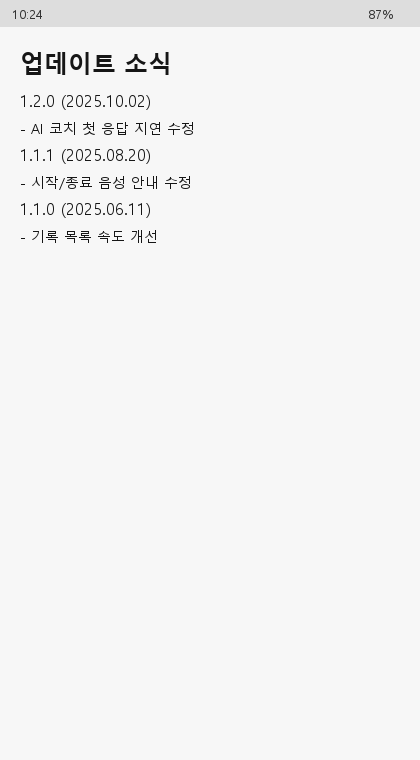 10:24 87%
업데이트 소식
1.2.0 (2025.10.02)
- AI 코치 첫 응답 지연 수정
1.1.1 (2025.08.20)
- 시작/종료 음성 안내 수정
1.1.0 (2025.06.11)
- 기록 목록 속도 개선